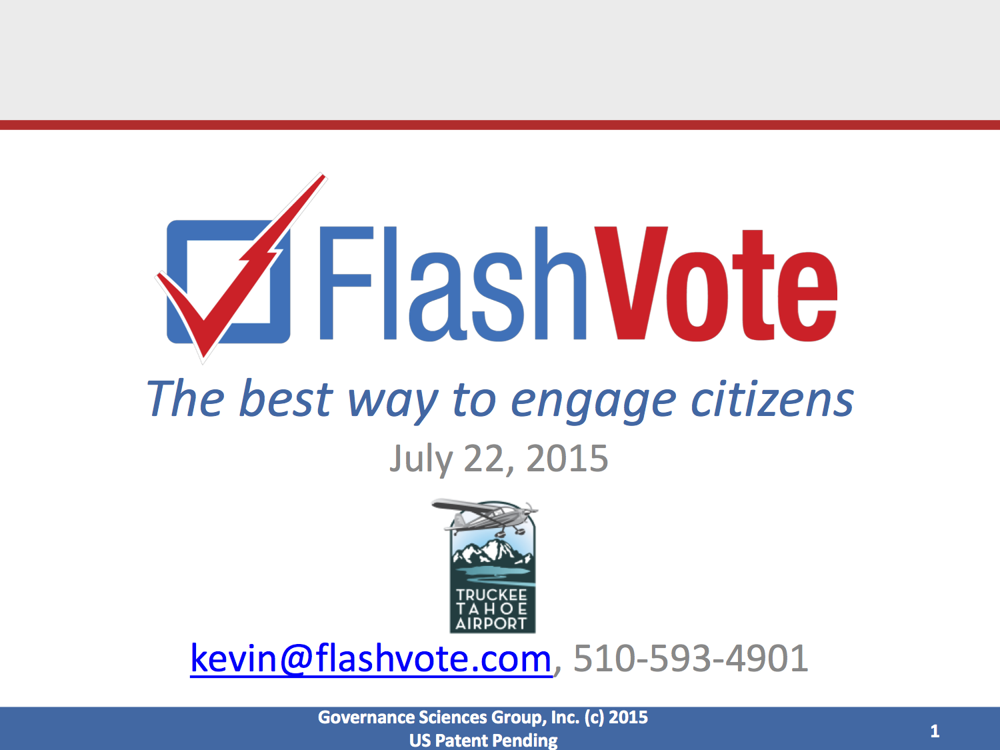 FlashVote
The best way to engage citizens
July 22, 2015
TRUCKEE
TAHOE
AIRPORT
kevin@flashvote.com, 510-593-4901
Governance Sciences Group, Inc. (c) 2015
US Patent Pending
1